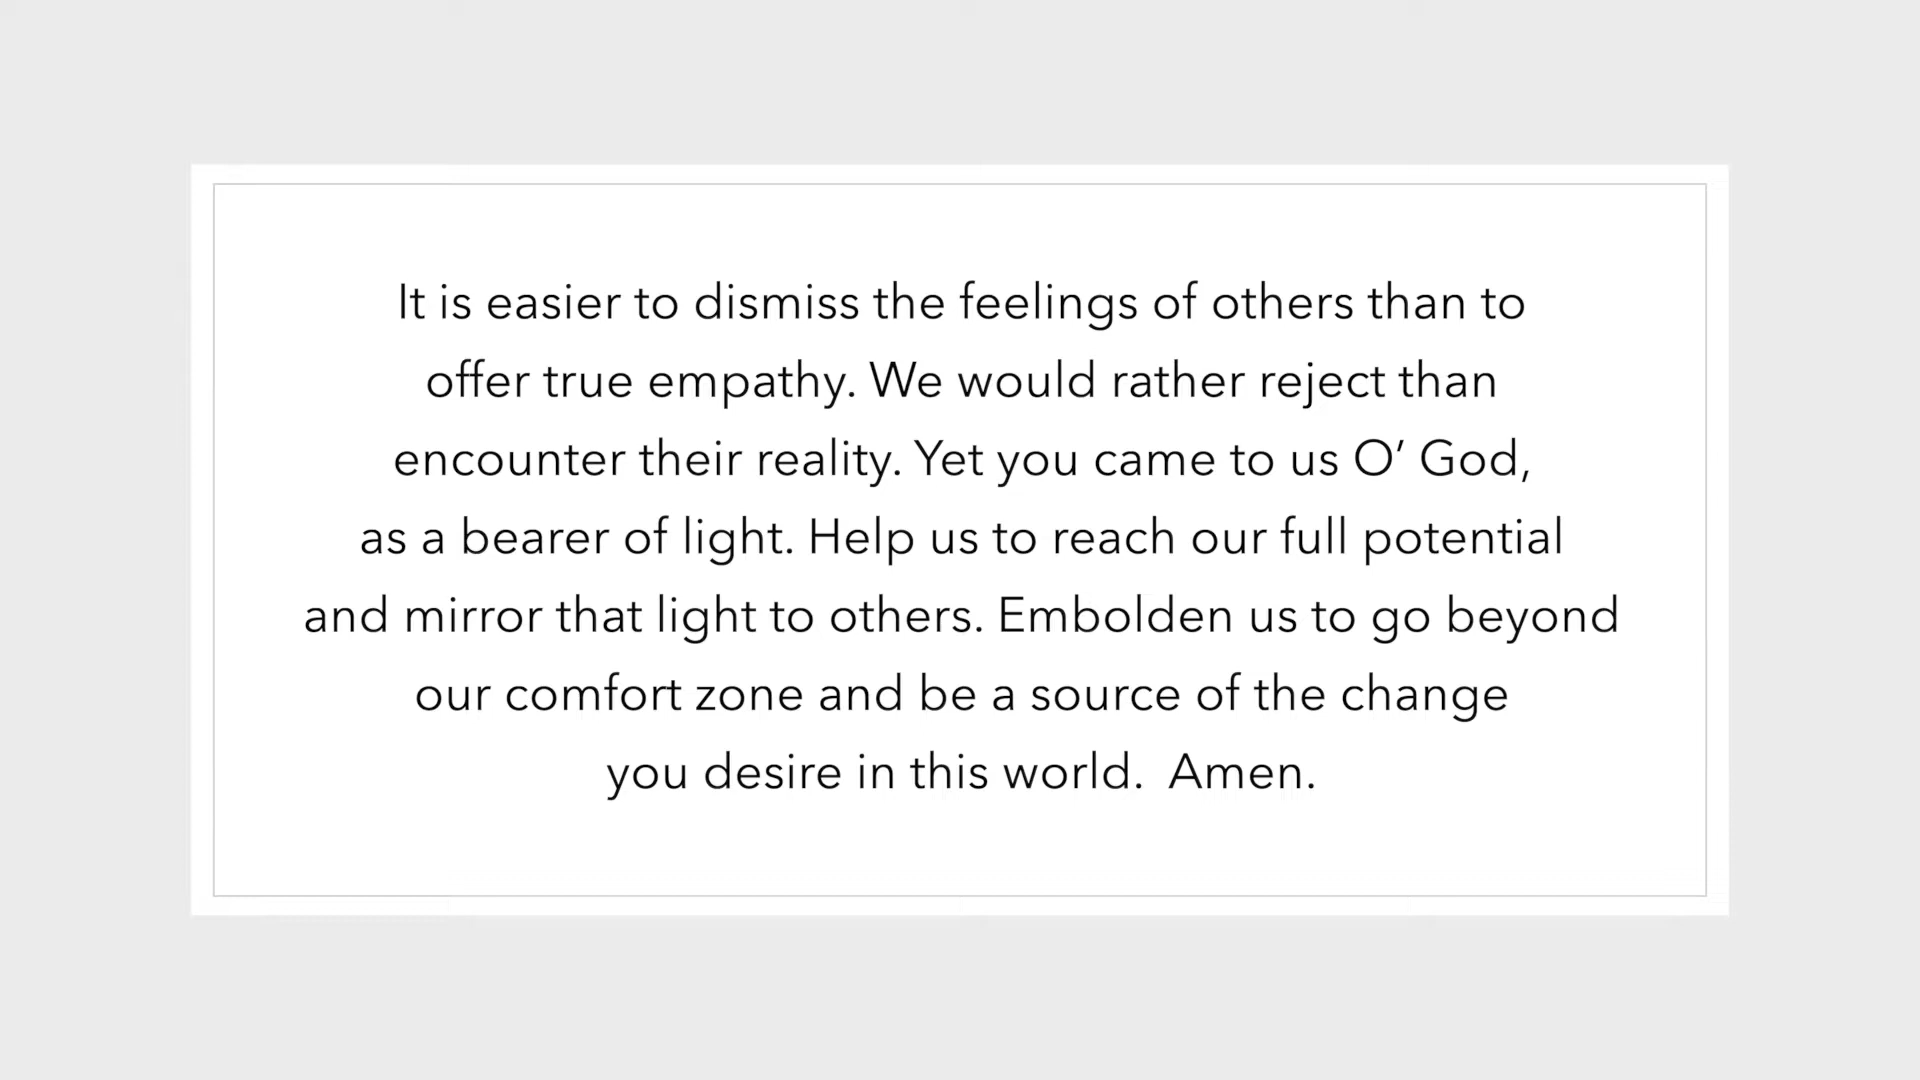 It is easier to dismiss the feelings of others than to
offer true empathy. We would rather reject than
encounter their reality. Yet you came to us O’ God,
as a bearer of light. Help us to reach our full potential
and mirror that light to others. Embolden us to go beyond
our comfort zone and be a source of the change
you desire in this world.  Amen.